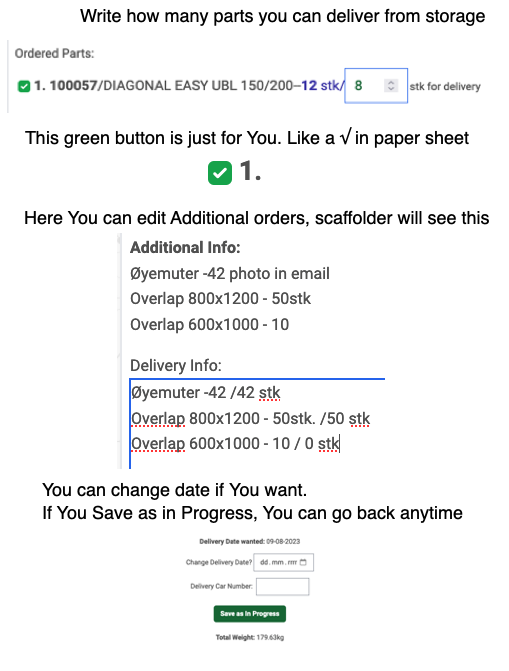 Write how many parts you can deliver from storage
Ordered Parts:
1. 100057/DIAGONAL EASY UBL 150/200–12 stk/ 8 stk for delivery
This green button is just for You. Like a √ in paper sheet
1.
Here You can edit Additional orders, scaffolder will see this
Additional Info:
Øyemuter -42 photo in email
Overlap 800x1200 - 50stk
Overlap 600x1000 - 10
Delivery Info:
Øyemuter -42 /42 stk
Overlap 800x1200 - 50stk. /50 stk
Overlap 600x1000 - 10 / 0 stk
You can change date if You want.
If You Save as in Progress, You can go back anytime
Delivery Date wanted: 09-08-2023
Change Delivery Date? dd.mm.rrrr
Delivery Car Number:
Save as In Progress
Total Weight: 179.63kg